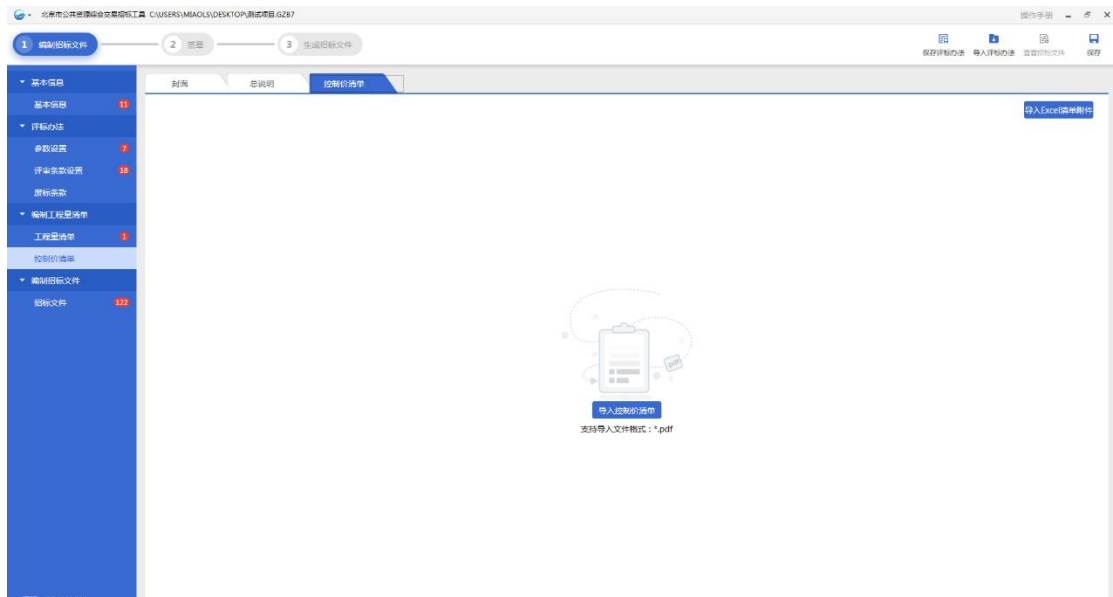 北京市公共资源综合交易招标工具 C:\USERS\MIAOLS\DESKTOP\测试项目.GZB7
操作手册
1 编制招标文件
2 签章
3 生成招标文件
保存评标办法
导入评标办法
查看招标文件
保存
基本信息
基本信息 11
评标办法
参数设置 7
评审条款设置 18
废标条款
编制工程量清单
工程量清单 1
控制价清单
编制招标文件
招标文件 122
封面
总说明
控制价清单
导入Excel清单附件
pdf
导入控制价清单
支持导入文件格式：*.pdf